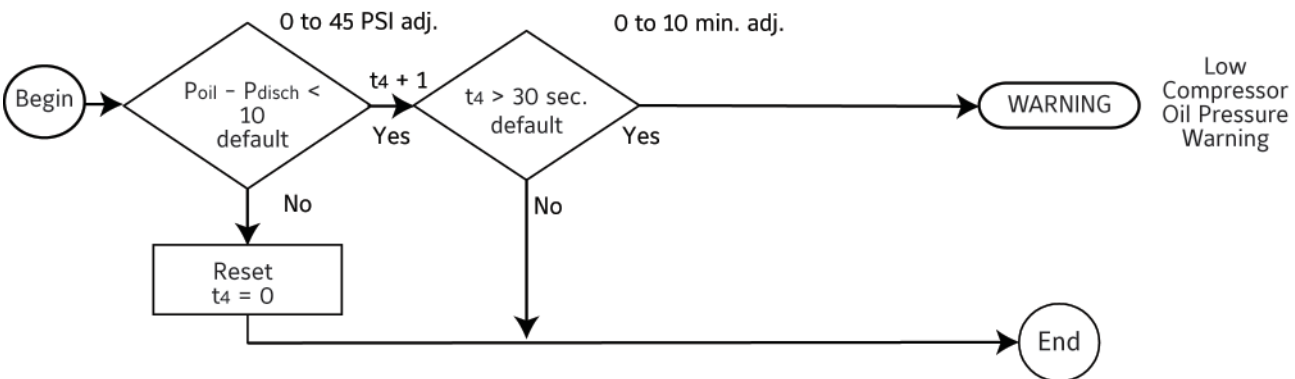 0 to 45 PSI adj.
0 to 10 min. adj.
Begin
Poil - Pdisch <
10
default
t4 + 1
Yes
t4 > 30 sec.
default
Yes
WARNING
Low
Compressor
Oil Pressure
Warning
No
No
Reset
t4 = 0
End